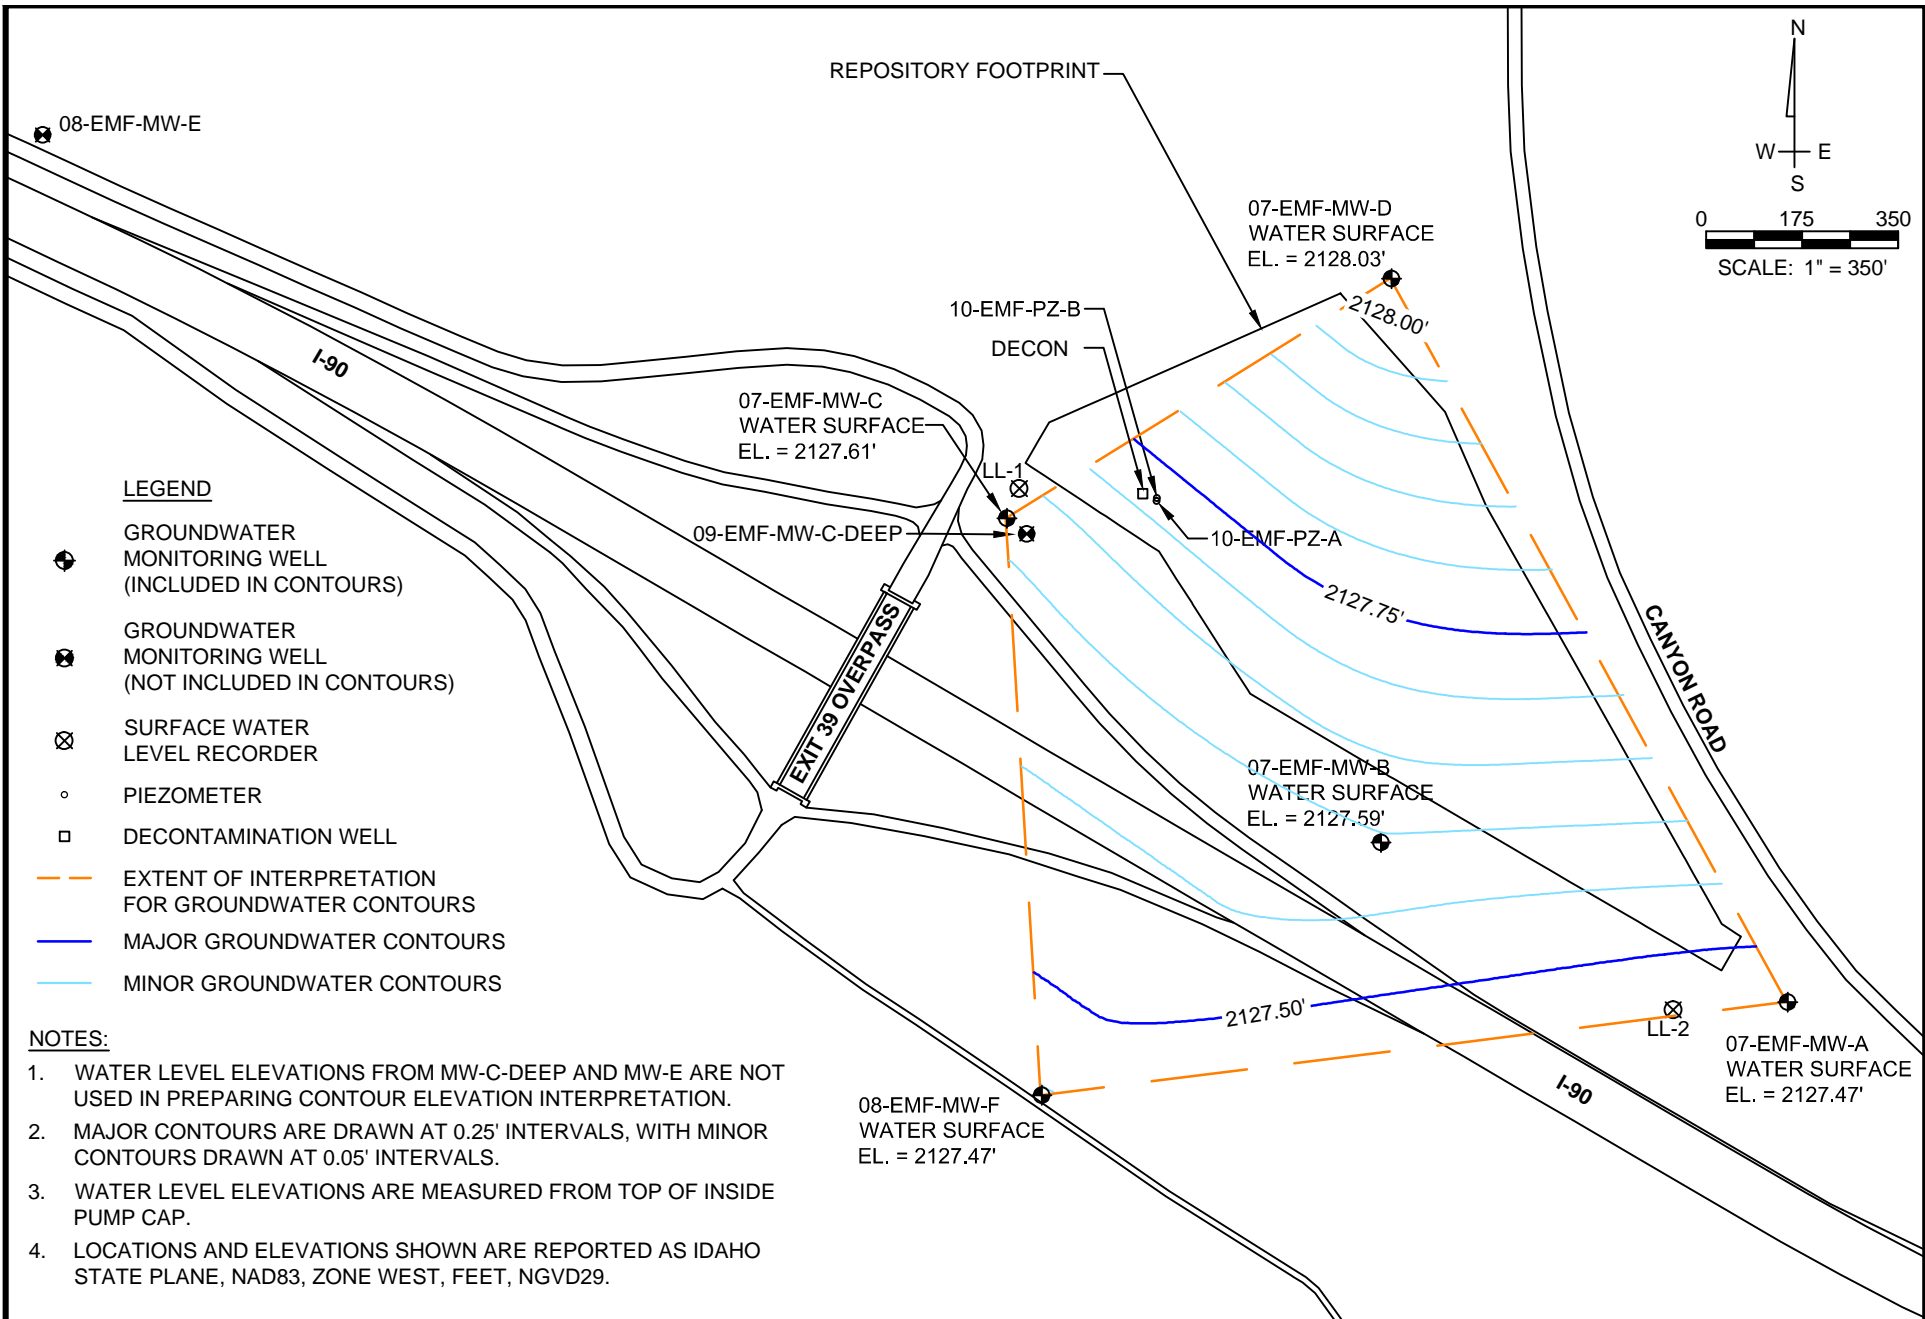 REPOSITORY FOOTPRINT
N
W E
S
0 175 350
SCALE: 1" = 350'
08-EMF-MW-E
07-EMF-MW-D
WATER SURFACE
EL. = 2128.03'
2128.00'
10-EMF-PZ-B
DECON
I-90
07-EMF-MW-C
WATER SURFACE
EL. = 2127.61'
LL-1
09-EMF-MW-C-DEEP
10-EMF-PZ-A
2127.75'
CANYON ROAD
EXIT 39 OVERPASS
07-EMF-MW-B
WATER SURFACE
EL. = 2127.59'
2127.50'
LL-2
07-EMF-MW-A
WATER SURFACE
EL. = 2127.47'
I-90
08-EMF-MW-F
WATER SURFACE
EL. = 2127.47'
LEGEND
GROUNDWATER
MONITORING WELL
(INCLUDED IN CONTOURS)
GROUNDWATER
MONITORING WELL
(NOT INCLUDED IN CONTOURS)
SURFACE WATER
LEVEL RECORDER
PIEZOMETER
DECONTAMINATION WELL
EXTENT OF INTERPRETATION
FOR GROUNDWATER CONTOURS
MAJOR GROUNDWATER CONTOURS
MINOR GROUNDWATER CONTOURS
NOTES:
1. WATER LEVEL ELEVATIONS FROM MW-C-DEEP AND MW-E ARE NOT
USED IN PREPARING CONTOUR ELEVATION INTERPRETATION.
2. MAJOR CONTOURS ARE DRAWN AT 0.25' INTERVALS, WITH MINOR
CONTOURS DRAWN AT 0.05' INTERVALS.
3. WATER LEVEL ELEVATIONS ARE MEASURED FROM TOP OF INSIDE
PUMP CAP.
4. LOCATIONS AND ELEVATIONS SHOWN ARE REPORTED AS IDAHO
STATE PLANE, NAD83, ZONE WEST, FEET, NGVD29.